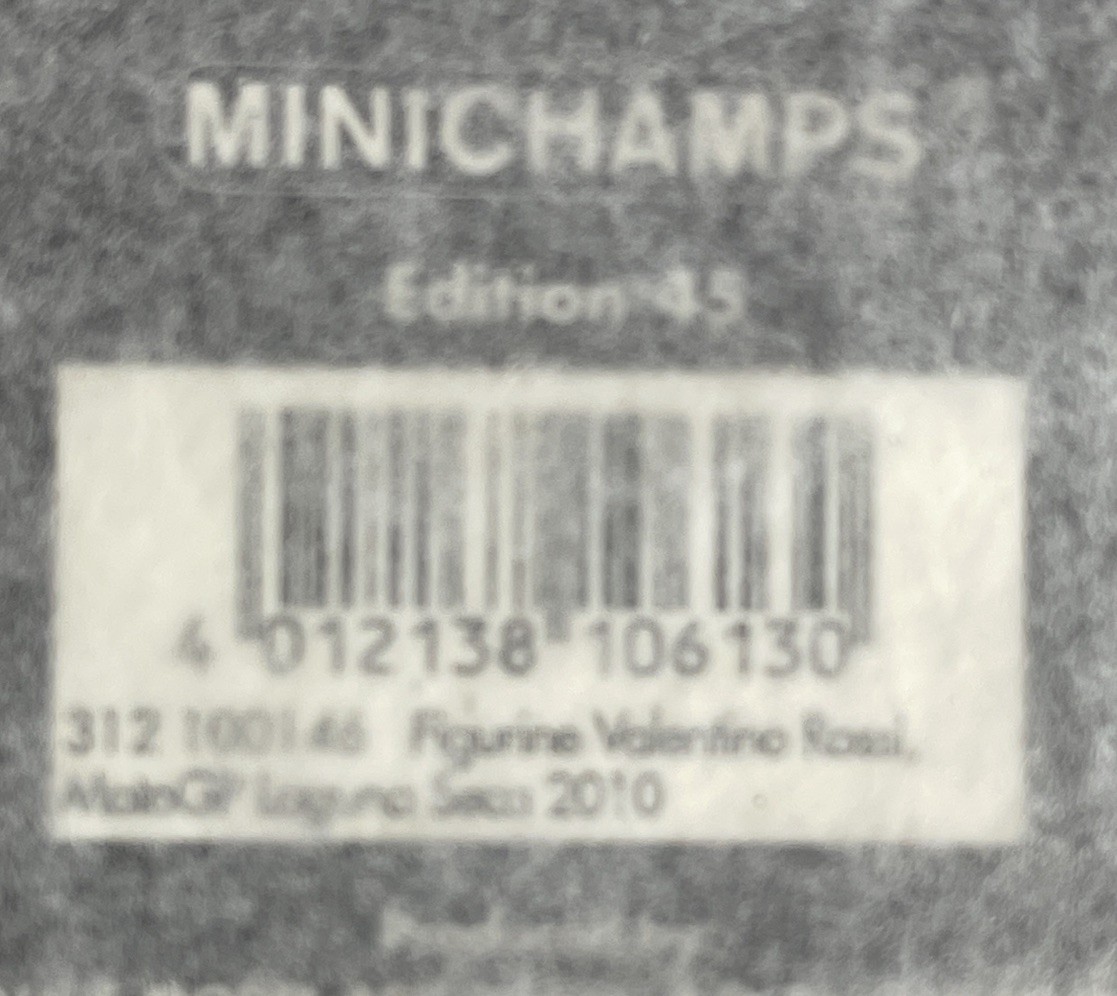 MINICHAMPS
Edition 43
4 012138 106130
312 100146 Figurine Valentino Rossi,
MotoGP Laguna Seca 2010